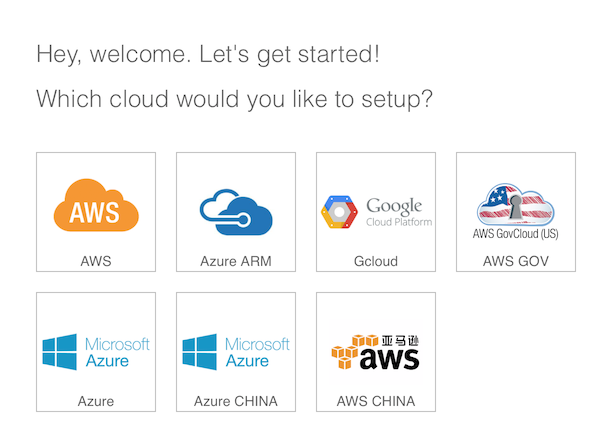 Hey, welcome. Let's get started!
Which cloud would you like to setup?
AWS
AWS
Azure ARM
Google
Cloud Platform
Gcloud
AWS GovCloud (US)
AWS GOV
Microsoft
Azure
Azure
Microsoft
Azure
Azure CHINA
亚马逊
aws
AWS CHINA